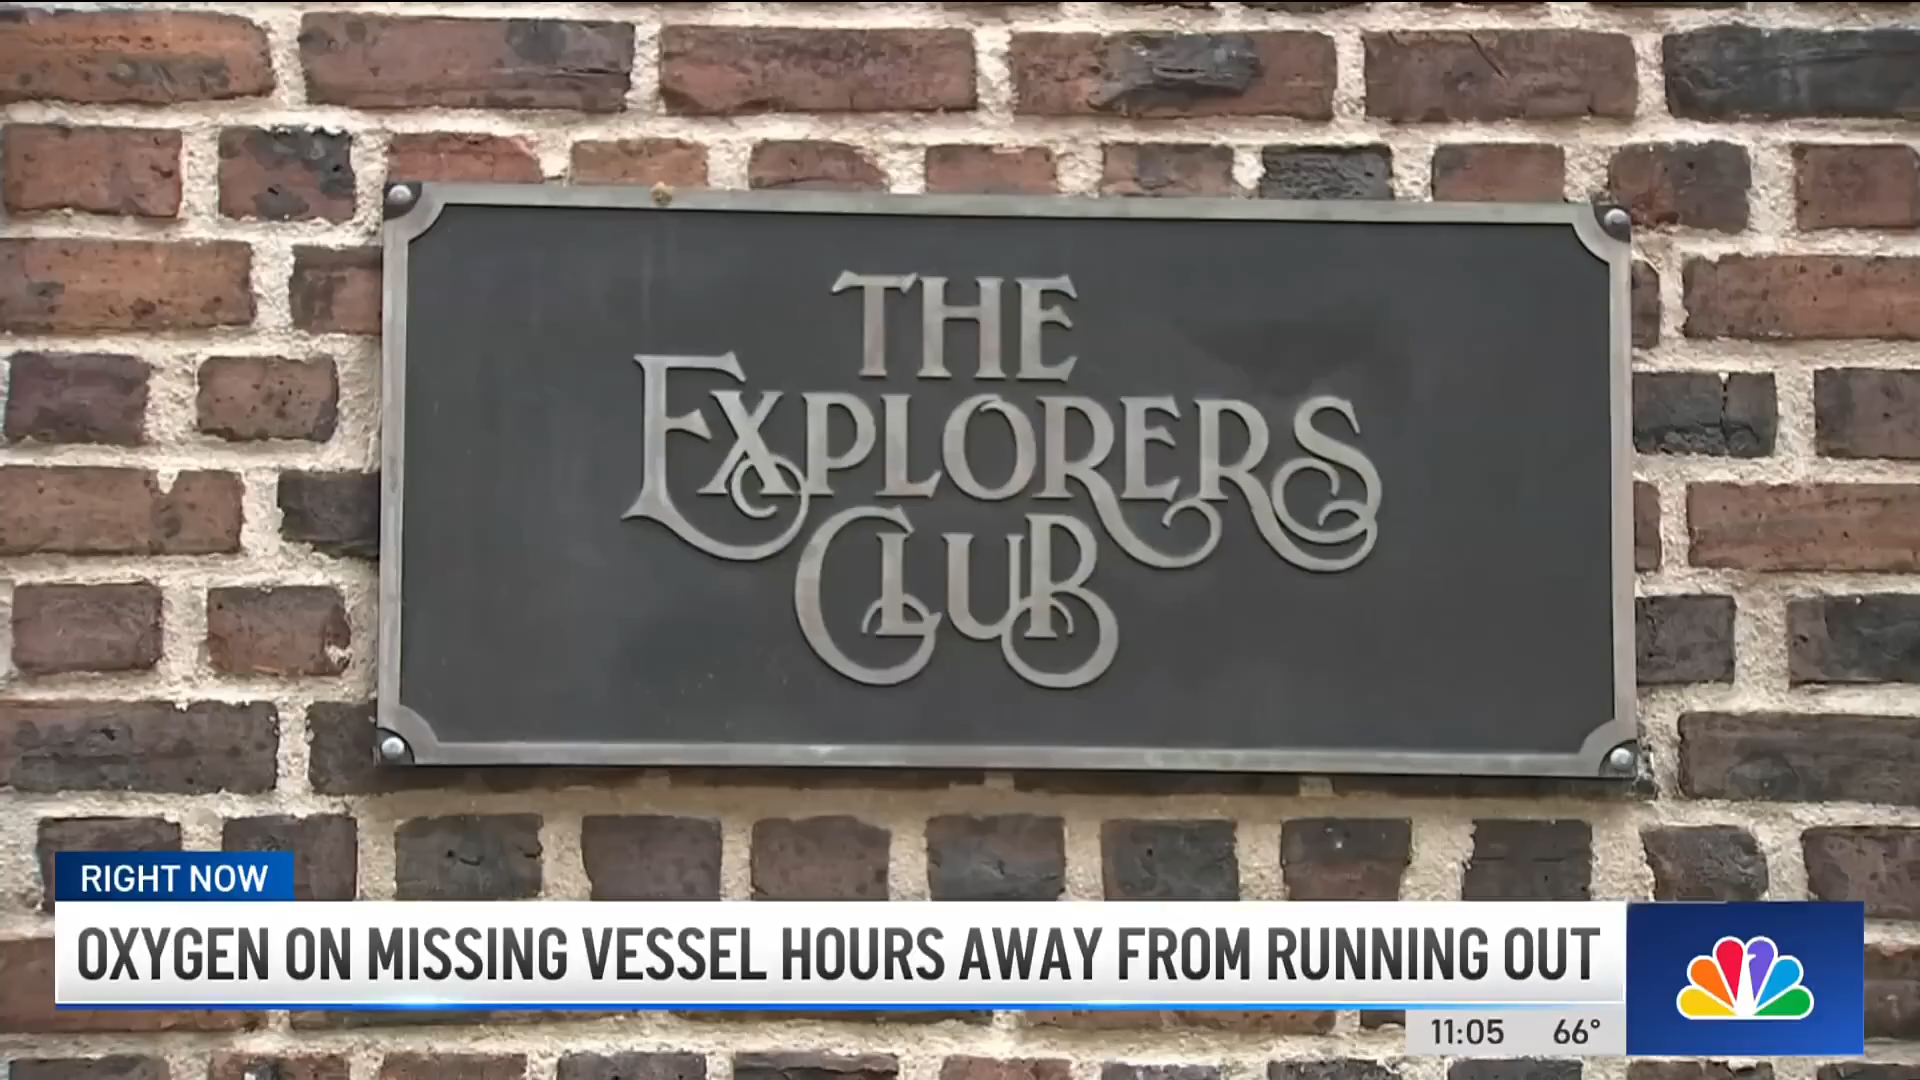 THE
EXPLORERS
CLUB
RIGHT NOW
OXYGEN ON MISSING VESSEL HOURS AWAY FROM RUNNING OUT
11:05 66°